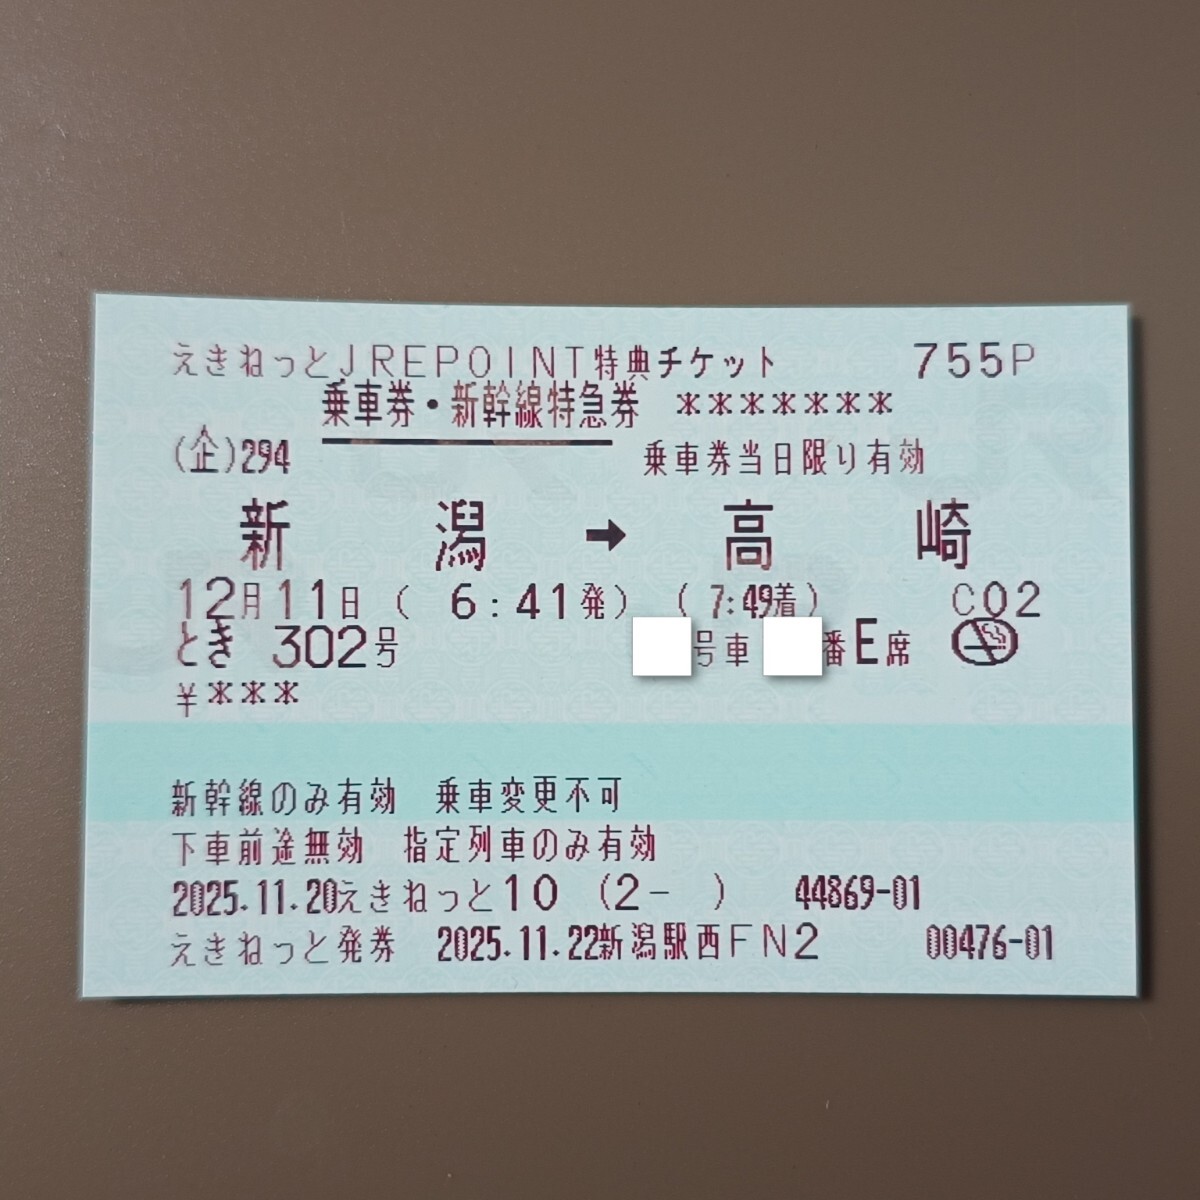 えきねっとJREPOINT特典チケット 755P
乗車券・新幹線特急券 *******
(企)294 乗車券当日限り有効
新潟➡高崎
12月11日( 6:41発) (7:49着) C02
とき 302号 号車 番E席
¥***
新幹線のみ有効 乗車変更不可
下車前途無効 指定列車のみ有効
2025.11.20えきねっと10 (2- ) 44869-01
えきねっと発券 2025.11.22新潟駅西FN2 00476-01